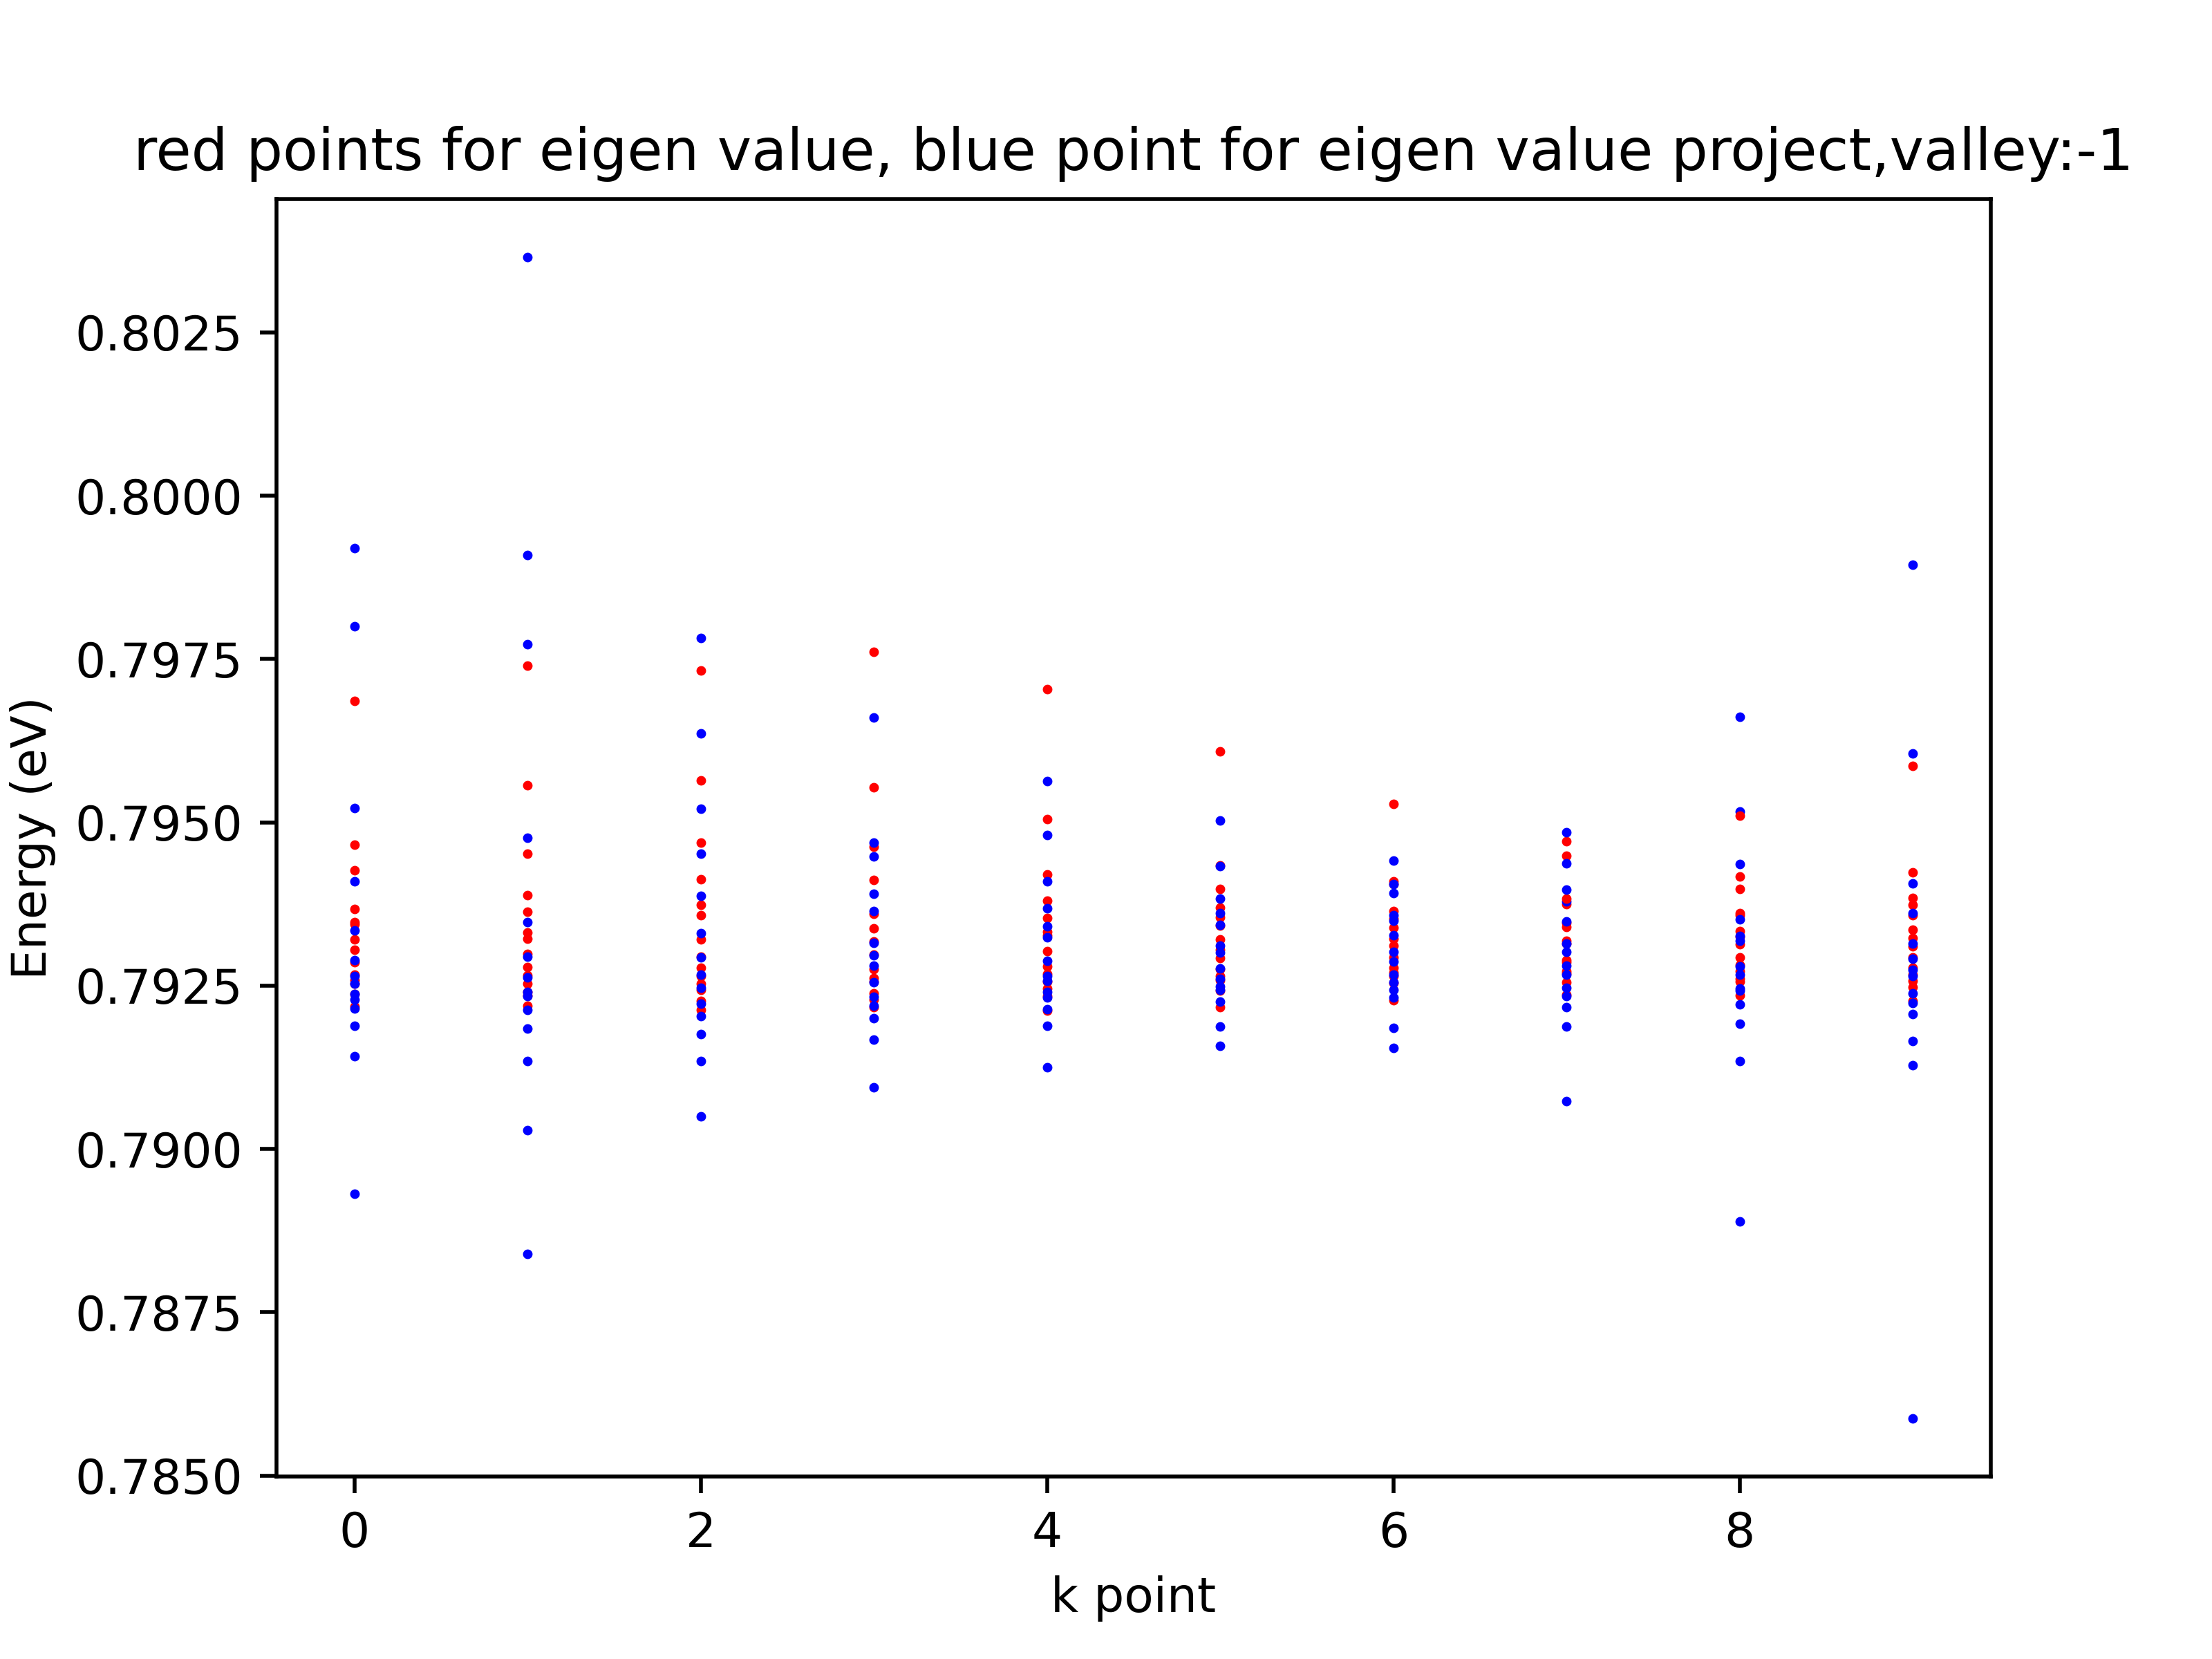 red points for eigen value, blue point for eigen value project,valley:-1
0.8025
0.8000
0.7975
0.7950
0.7925
0.7900
0.7875
0.7850
Energy (eV)
0 2 4 6 8
k point